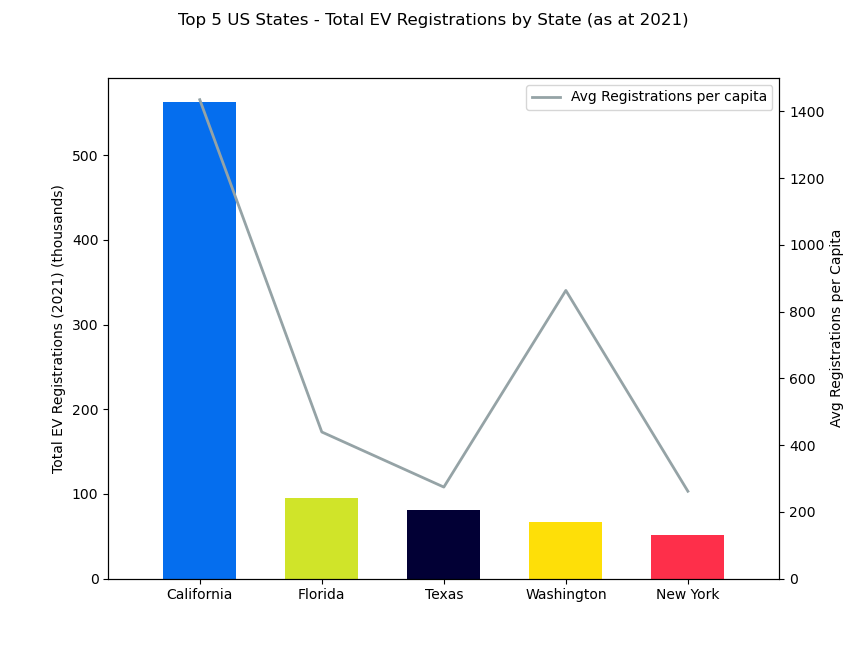 Top 5 US States - Total EV Registrations by State (as at 2021)
Avg Registrations per capita
Total EV Registrations (2021) (thousands)
500
400
300
200
100
0
1400
1200
1000
800
600
400
200
0
Avg Registrations per Capita
California
Florida
Texas
Washington
New York